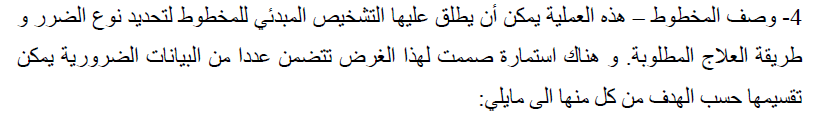 4- وصف المخطوط – هذه العملية يمكن أن يطلق عليها التشخيص المبدئي للمخطوط لتحديد نوع الضرر و
طريقة العلاج المطلوبة. و هناك استمارة صممت لهذا الغرض تتضمن عددا من البيانات الضرورية يمكن
تقسيمها حسب الهدف من كل منها الى مايلي: